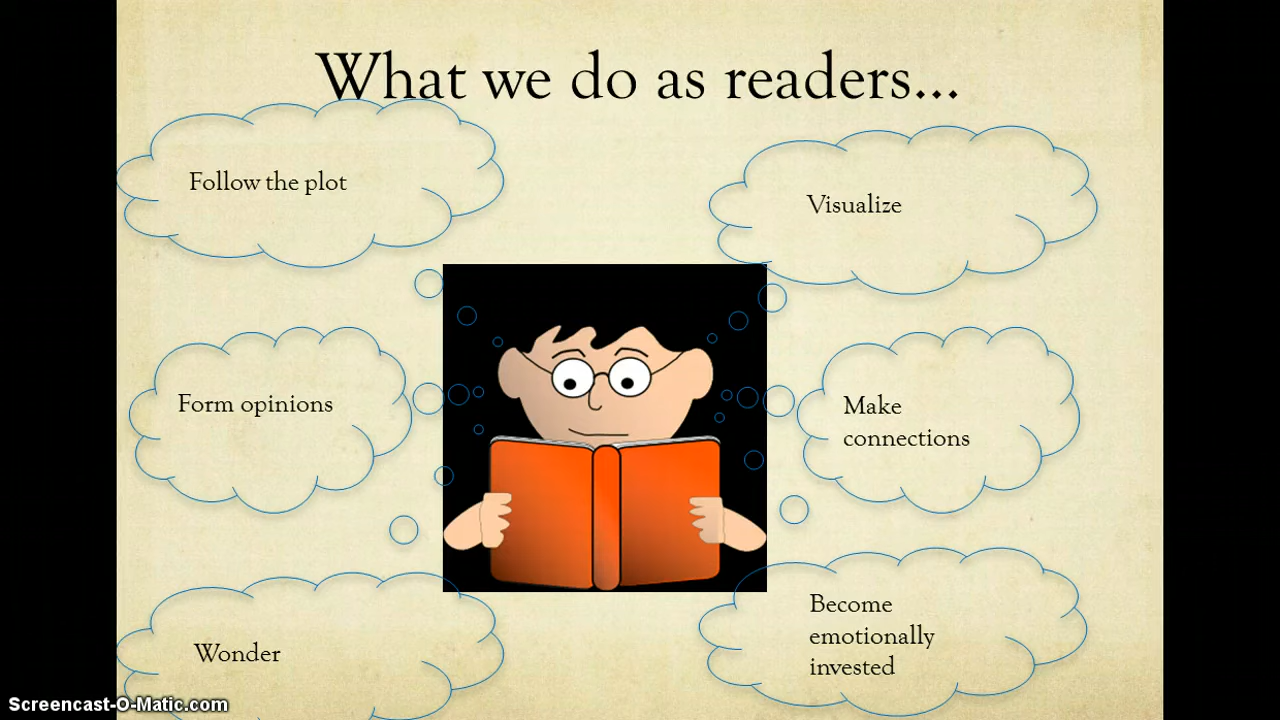 What we do as readers...
Follow the plot
Visualize
Form opinions
Make
connections
Wonder
Become
emotionally
invested
Screencast-O-Matic.com